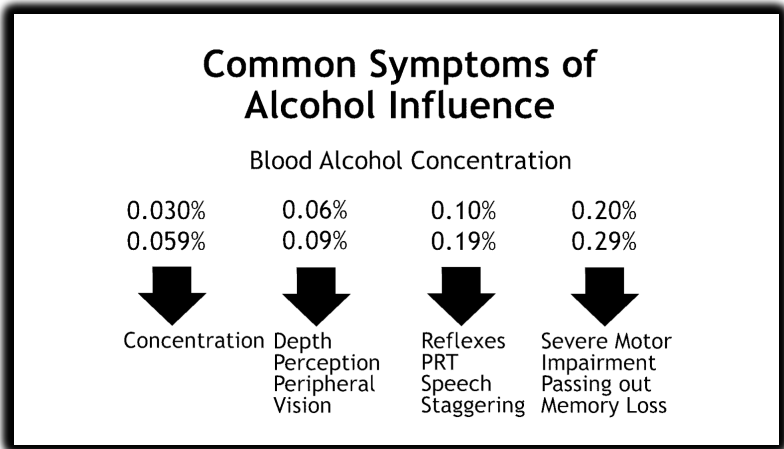 Common Symptoms of
Alcohol Influence
Blood Alcohol Concentration
0.030% 0.06% 0.10% 0.20%
0.059% 0.09% 0.19% 0.29%
Concentration Depth Reflexes Severe Motor
Perception PRT Impairment
Peripheral Speech Passing out
Vision Staggering Memory Loss